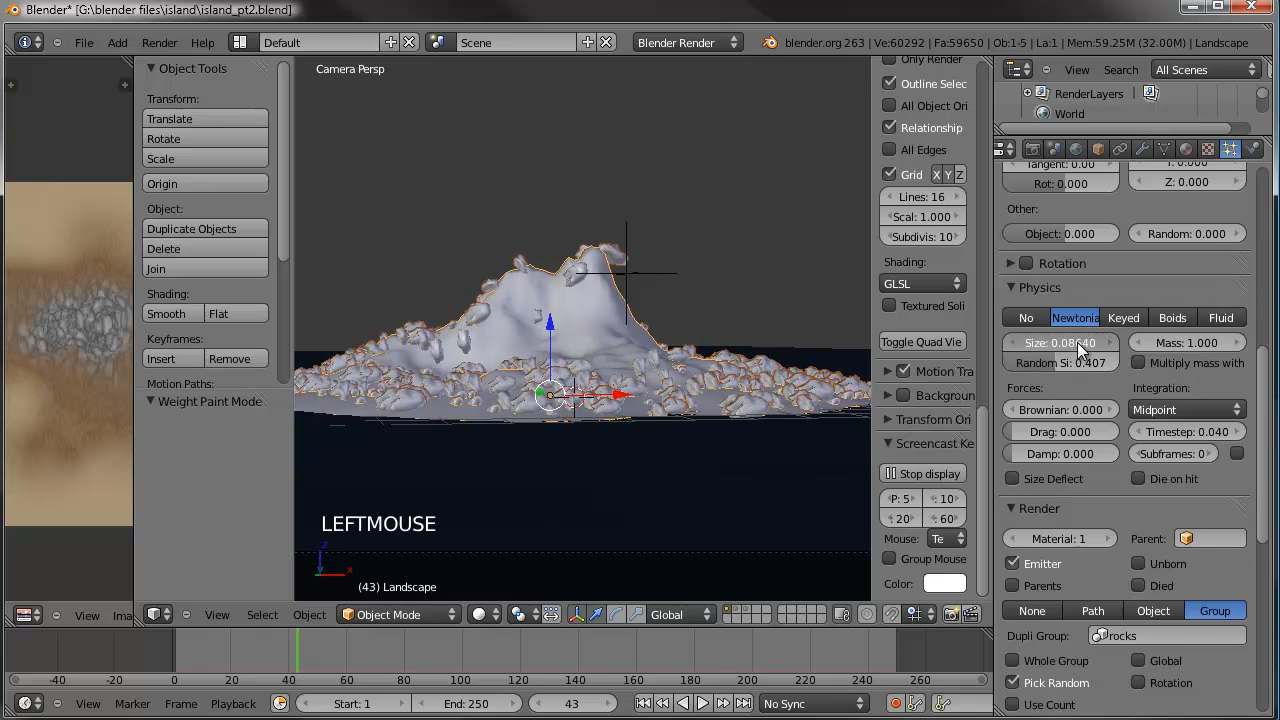 Blender* [G:\blender files\island\island_pt2.blend]
File Add Render Help Default Scene Blender Render blender.org 263 | Ve:60292 | Fa:59650 | Ob:1-5 | La:1 | Mem:59.25M (32.00M) | Landscape
Object Tools
Transform:
Translate
Rotate
Scale
Origin
Object:
Duplicate Objects
Delete
Join
Shading:
Smooth Flat
Keyframes:
Insert Remove
Motion Paths:
Weight Paint Mode
Camera Persp
LEFTMOUSE
(43) Landscape
Only Render
Outline Selec
All Object Ori
Relationship
All Edges
Grid X Y Z
Lines: 16
Scal: 1.000
Subdivis: 10
Shading:
GLSL
Textured Soli
Toggle Quad Vie
Motion Tra
Backgroun
Transform Ori
Screencast Ke
Stop display
P: 5 : 10
: 20 : 60
Mouse: Te
Group Mouse
Color:
View Search All Scenes
RenderLayers
World
Tangent: 0.00
Rot: 0.000 Z: 0.000
Other:
Object: 0.000 Random: 0.000
Rotation
Physics
No Newtonia Keyed Boids Fluid
Mass: 1.000
Random Si: 0.407 Multiply mass with
Forces: Integration:
Brownian: 0.000 Midpoint
Drag: 0.000 Timestep: 0.040
Damp: 0.000 Subframes: 0
Size Deflect Die on hit
Render
Material: 1 Parent:
Emitter Unborn
Parents Died
None Path Object Group
Dupli Group: rocks
Whole Group Global
Pick Random Rotation
Use Count
View Ima View Select Object Object Mode Global
-40 -20 0 20 40 60 80 100 120 140 160 180 200 220 240 260 280
View Marker Frame Playback Start: 1 End: 250 43 No Sync